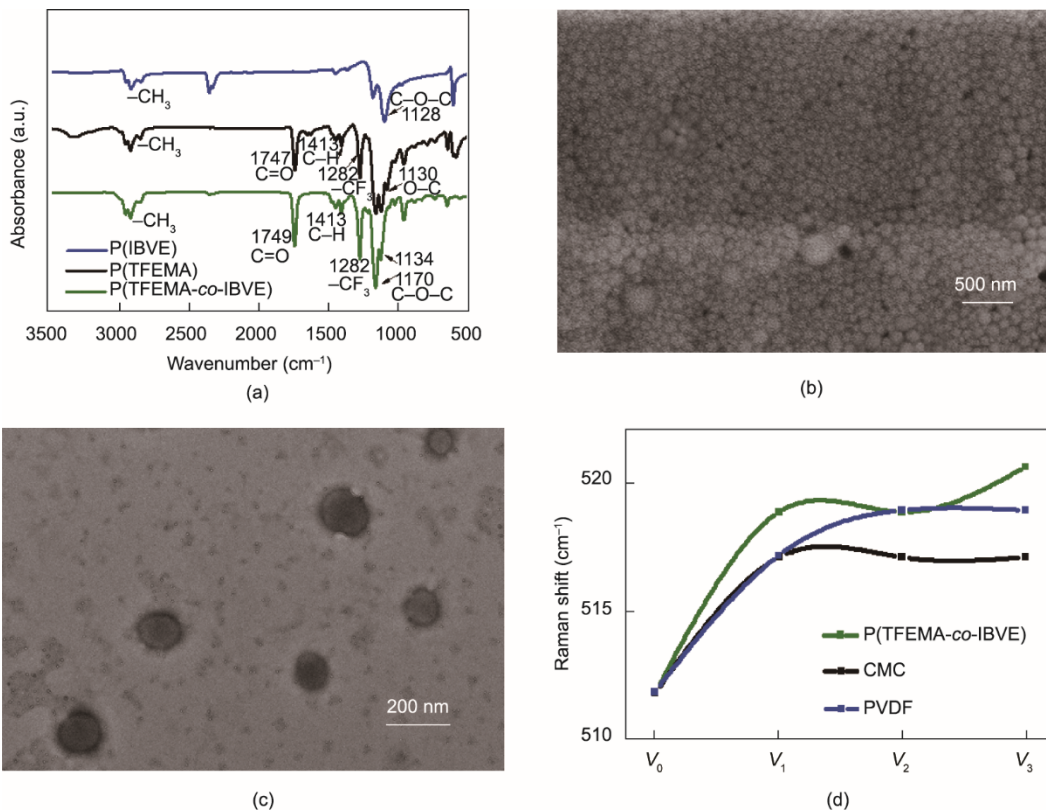 Absorbance (a.u.)
–CH₃
C–O–C
1128
–CH₃
1747
C=O
1413
C–H
1282
–CF₃
1130
O–C
–CH₃
1749
C=O
1413
C–H
1282
–CF₃
1134
1170
C–O–C
P(IBVE)
P(TFEMA)
P(TFEMA-co-IBVE)
3500 3000 2500 2000 1500 1000 500
Wavenumber (cm⁻¹)
(a)
500 nm
(b)
200 nm
(c)
Raman shift (cm⁻¹)
520
515
510
P(TFEMA-co-IBVE)
CMC
PVDF
V₀ V₁ V₂ V₃
(d)